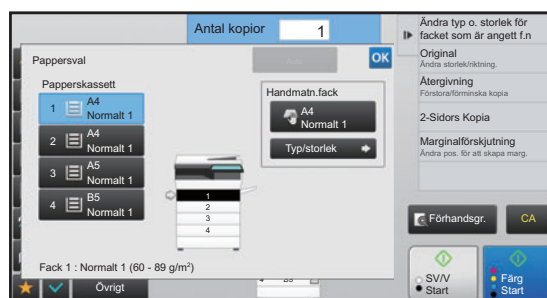 Antal kopior
1
Ändra typ o. storlek för
facket som är angett f.n
Original
Ändra storlek/riktning.
Återgivning
Förstora/förminska kopia
2-Sidors Kopia
Marginalförskjutning
Ändra pos. för att skapa marg.
Förhandsgr.
CA
SV/V
Start
Färg
Start
Pappersval
Auto
OK
Papperskassett
1 A4
Normalt 1
2 A4
Normalt 1
3 A5
Normalt 1
4 B5
Normalt 1
Handmatn.fack
A4
Normalt 1
Typ/storlek
1
2
3
4
Fack 1 : Normalt 1 (60 - 89 g/m²)
Övrigt
4 B5